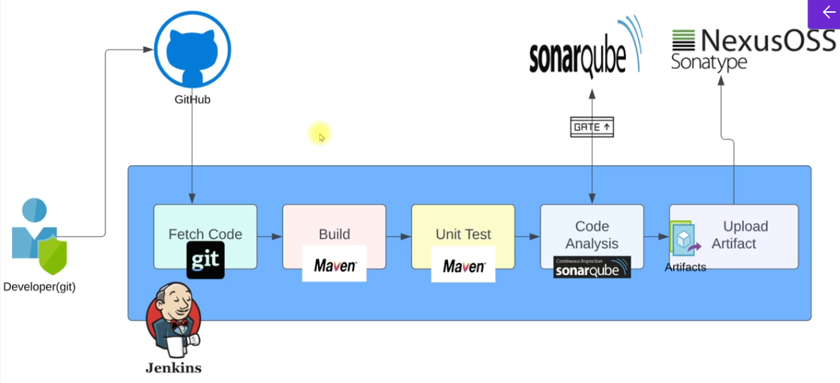 GitHub
sonarqube
NexusOSS
Sonatype
GATE ↑
Developer(git)
Fetch Code
git
Build
Maven
Unit Test
Maven
Code
Analysis
Continuous Inspection
sonarqube
Upload
Artifact
Artifacts
Jenkins